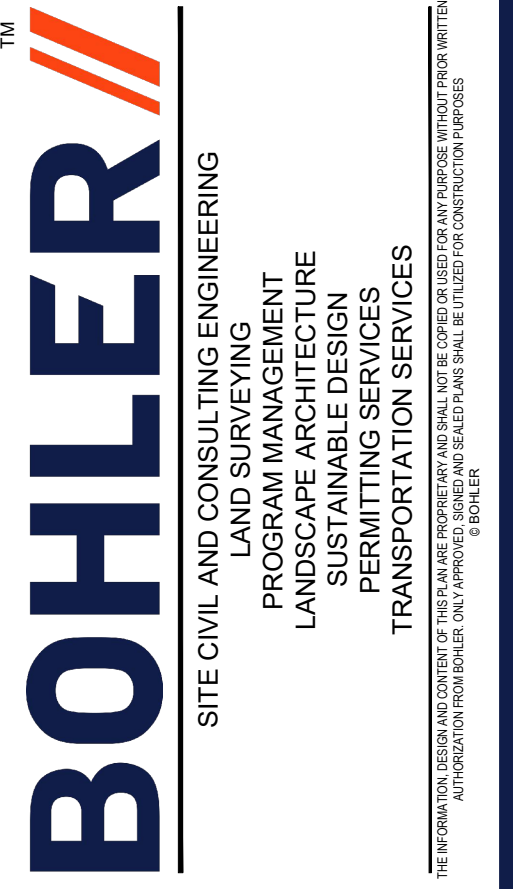 BOHLER//
TM
SITE CIVIL AND CONSULTING ENGINEERING
LAND SURVEYING
PROGRAM MANAGEMENT
LANDSCAPE ARCHITECTURE
SUSTAINABLE DESIGN
PERMITTING SERVICES
TRANSPORTATION SERVICES
THE INFORMATION, DESIGN AND CONTENT OF THIS PLAN ARE PROPRIETARY AND SHALL NOT BE COPIED OR USED FOR ANY PURPOSE WITHOUT PRIOR WRITTEN
AUTHORIZATION FROM BOHLER. ONLY APPROVED, SIGNED AND SEALED PLANS SHALL BE UTILIZED FOR CONSTRUCTION PURPOSES
© BOHLER